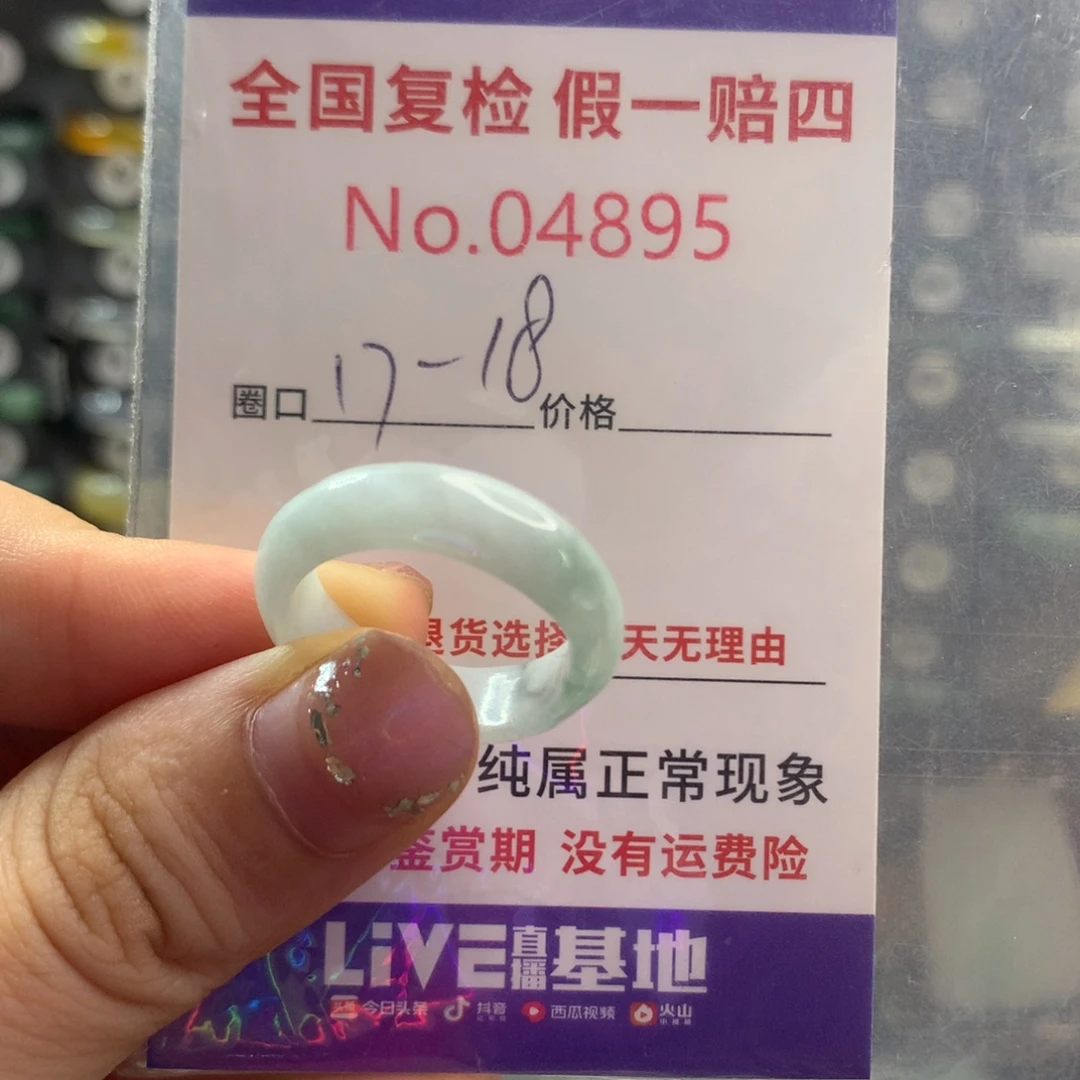 全国复检 假一赔四
No.04895
圈口 17-18 价格
退货选择 天无理由
纯属正常现象
鉴赏期 没有运费险
LiVE直播基地
头条 今日头条 抖音 西瓜视频 火山